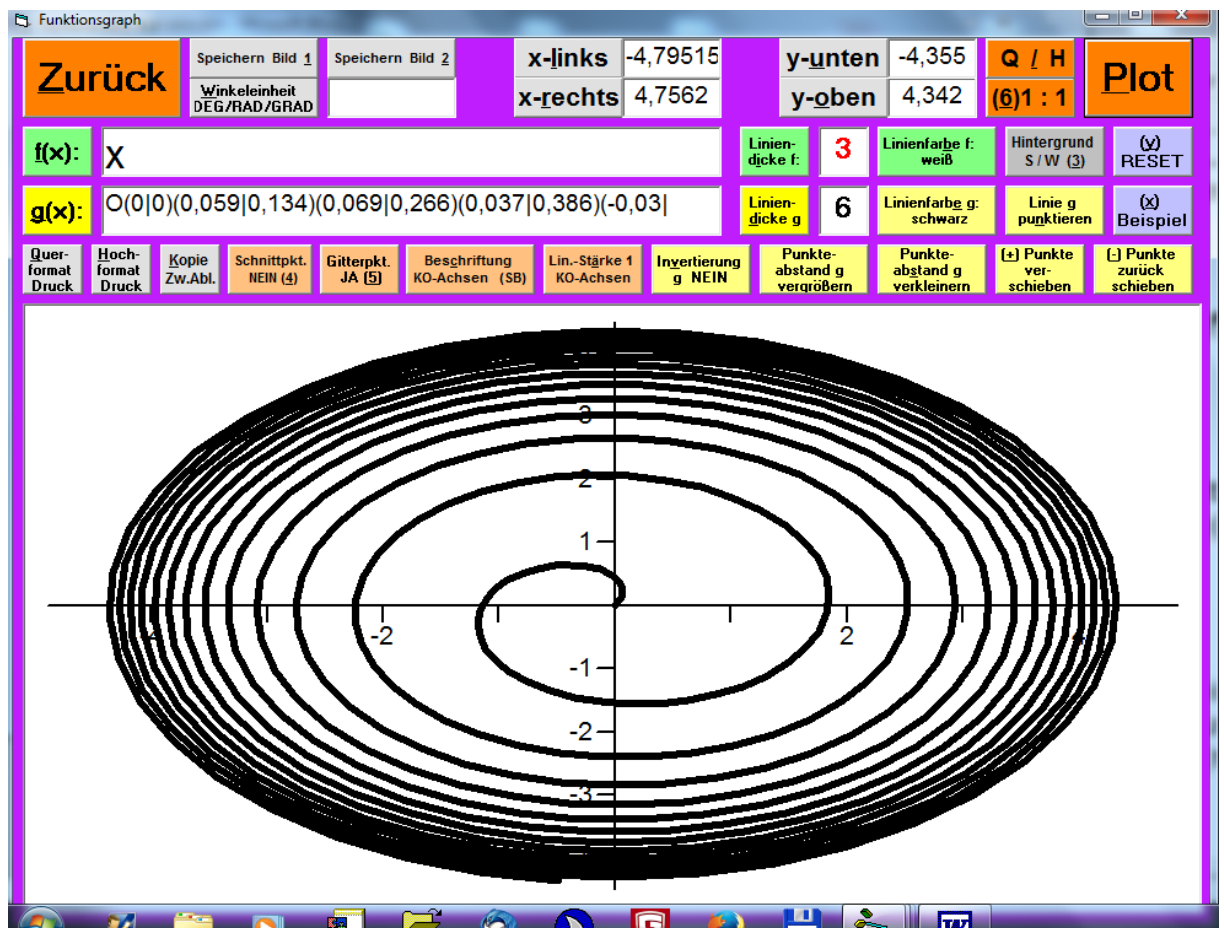 Funktionsgraph
Zurück
Speichern Bild 1
Speichern Bild 2
Winkeleinheit
DEG/RAD/GRAD
x-links
-4,79515
x-rechts
4,7562
y-unten
-4,355
y-oben
4,342
Q / H
(6)1 : 1
Plot
f(x):
X
Linien-
dicke f:
3
Linienfarbe f:
weiß
Hintergrund
S / W (3)
(y)
RESET
g(x):
O(0|0)(0,059|0,134)(0,069|0,266)(0,037|0,386)(-0,03|
Linien-
dicke g
6
Linienfarbe g:
schwarz
Linie g
punktieren
(x)
Beispiel
Quer-
format
Druck
Hoch-
format
Druck
Kopie
Zw.Abl.
Schnittpkt.
NEIN (4)
Gitterpkt.
JA (5)
Beschriftung
KO-Achsen (SB)
Lin.-Stärke 1
KO-Achsen
Invertierung
g NEIN
Punkte-
abstand g
vergrößern
Punkte-
abstand g
verkleinern
(+) Punkte
ver-
schieben
(-) Punkte
zurück
schieben
3
2
1
-4
-2
2
4
-1
-2
-3